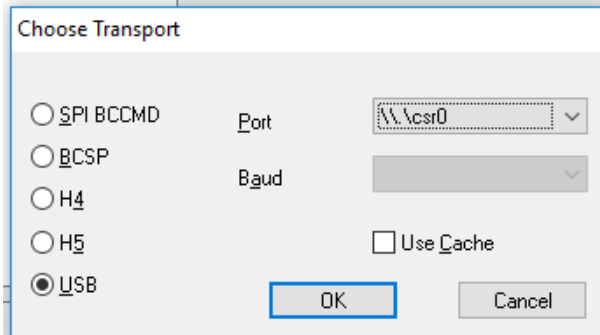 Choose Transport
SPI BCCMD
BCSP
H4
H5
USB
Port
\\.\csr0
Baud
Use Cache
OK
Cancel